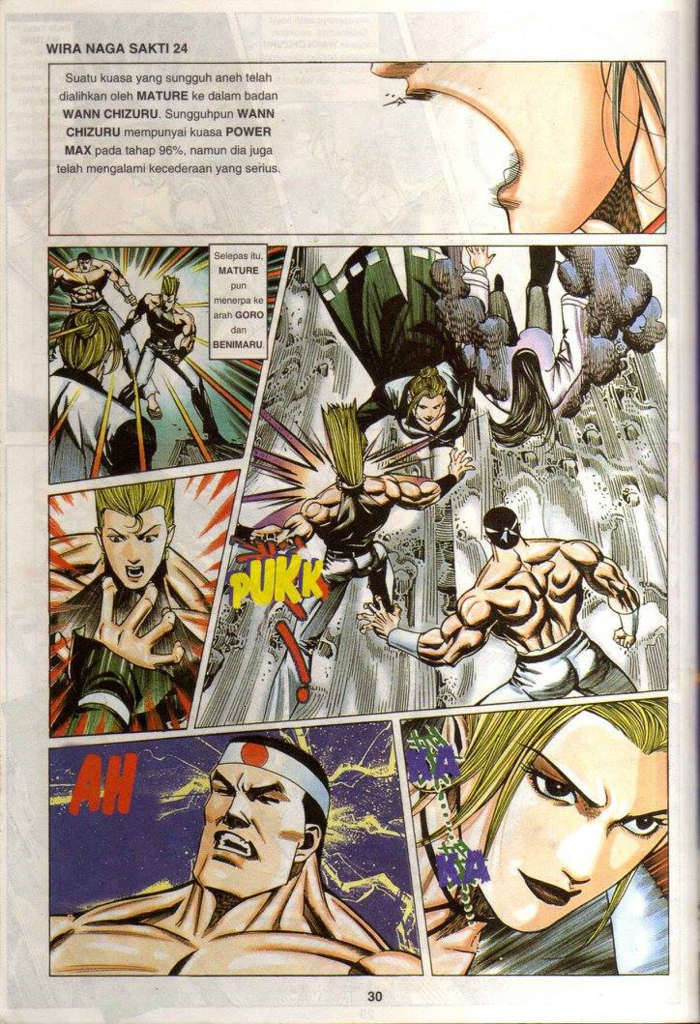 WIRA NAGA SAKTI 24
Suatu kuasa yang sungguh aneh telah
dialihkan oleh MATURE ke dalam badan
WANN CHIZURU. Sungguhpun WANN
CHIZURU mempunyai kuasa POWER
MAX pada tahap 96%, namun dia juga
telah mengalami kecederaan yang serius.
Selepas itu,
MATURE
pun
menerpa ke
arah GORO
dan
BENIMARU.
PUKK
!
AH
HA
HA
30